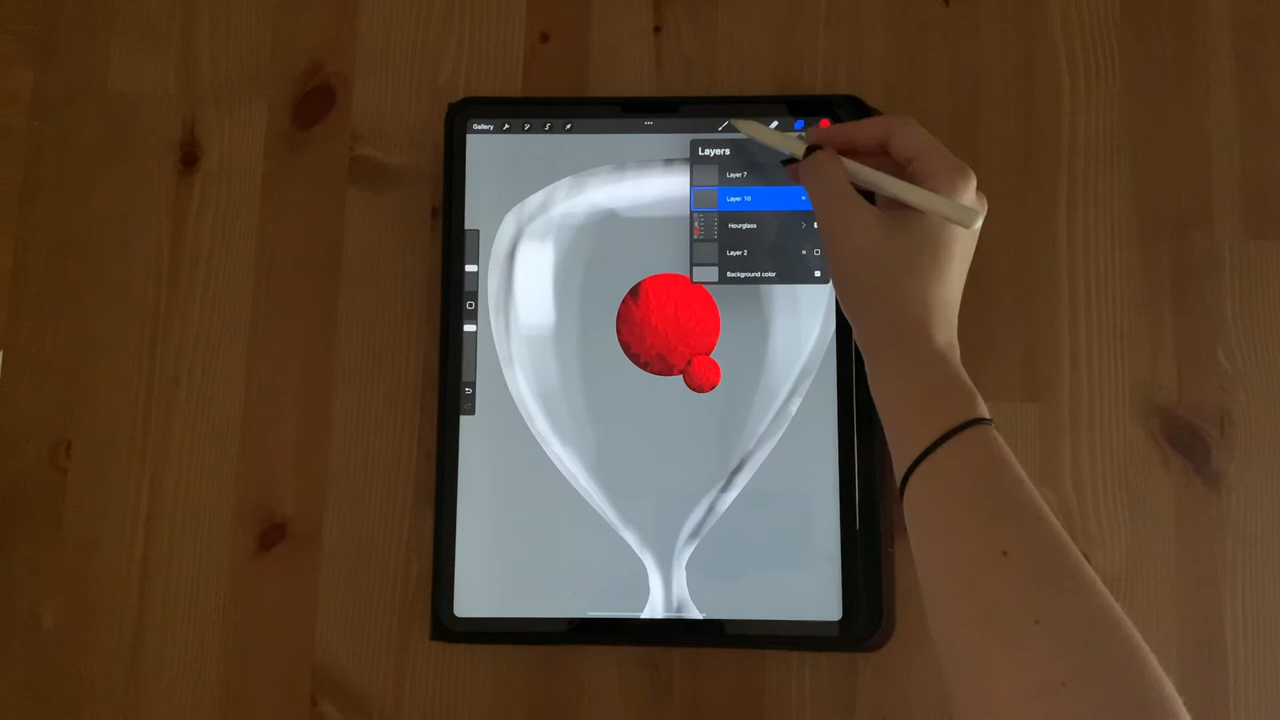 Gallery
Layers
Layer 7
Layer 10 N
Hourglass
Layer 2 N
Background color